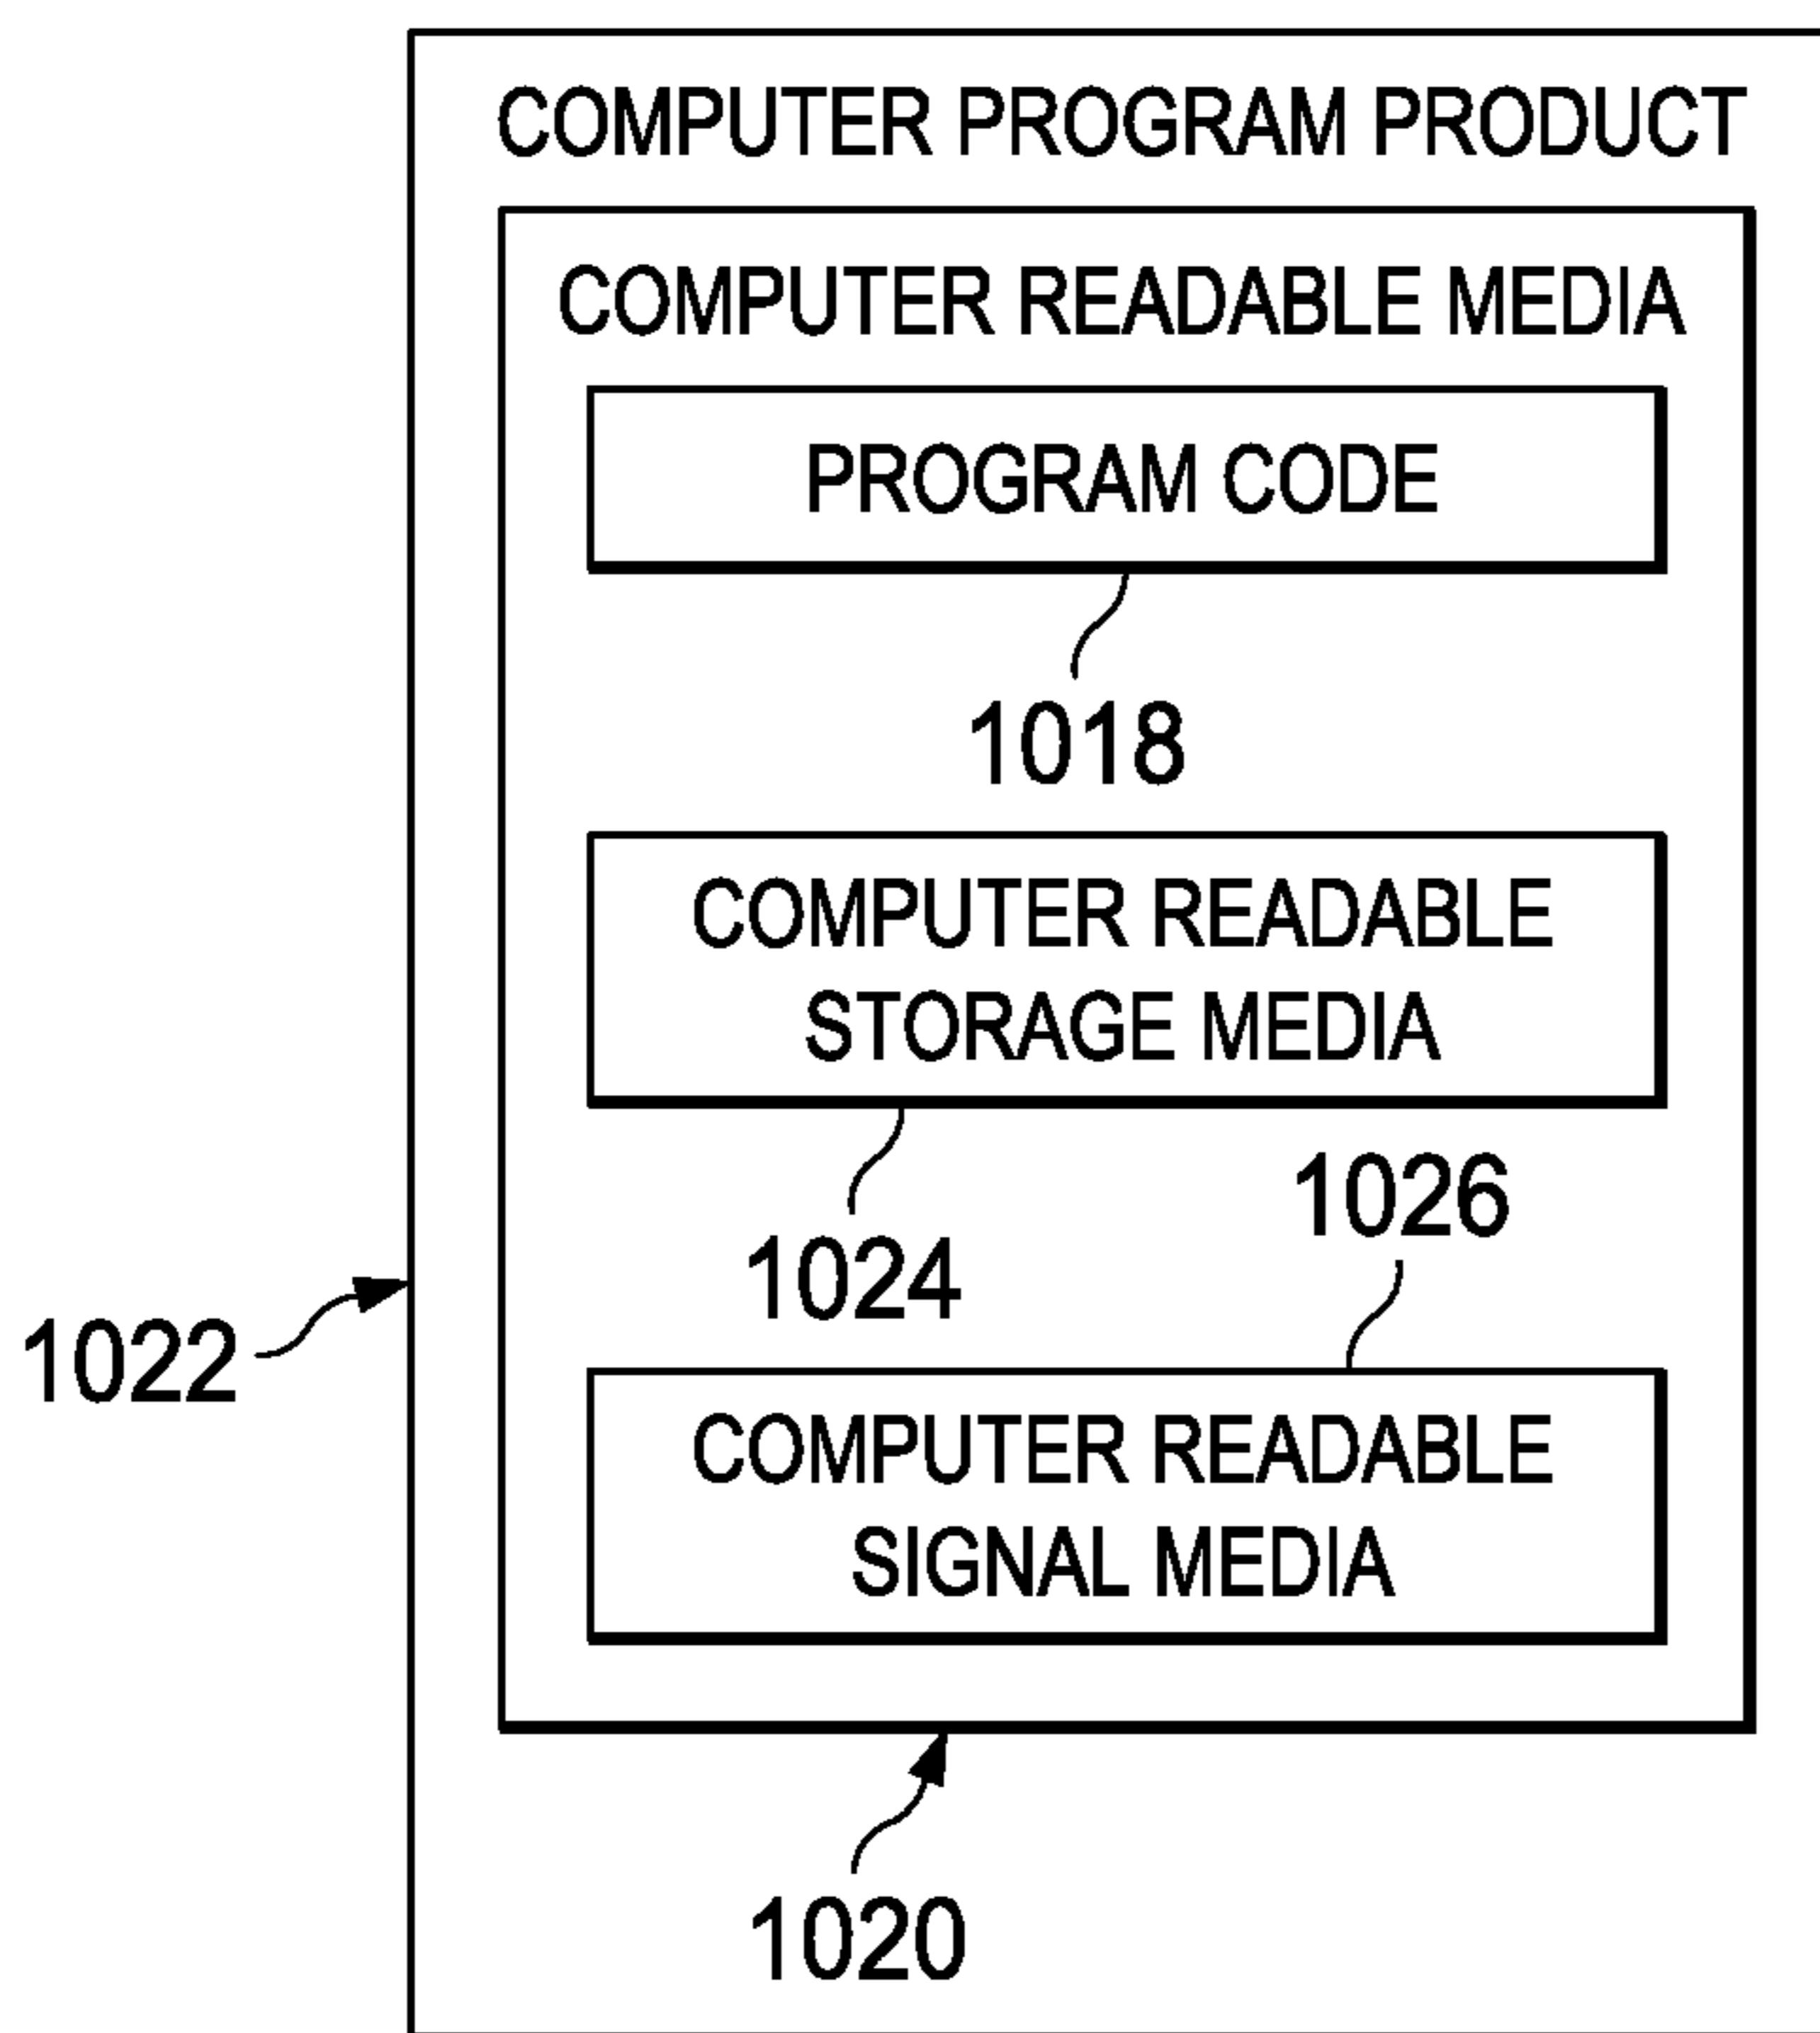 COMPUTER PROGRAM PRODUCT
COMPUTER READABLE MEDIA
PROGRAM CODE
1018
COMPUTER READABLE
STORAGE MEDIA
1026
1024
1022
COMPUTER READABLE
SIGNAL MEDIA
1020